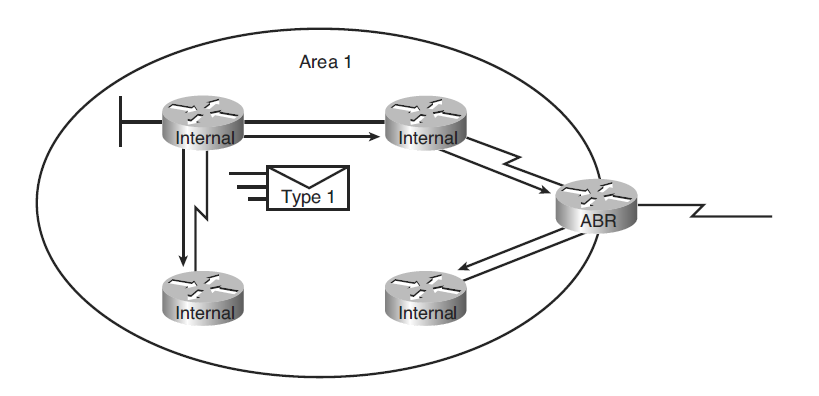 Area 1
Internal
Internal
Type 1
ABR
Internal
Internal